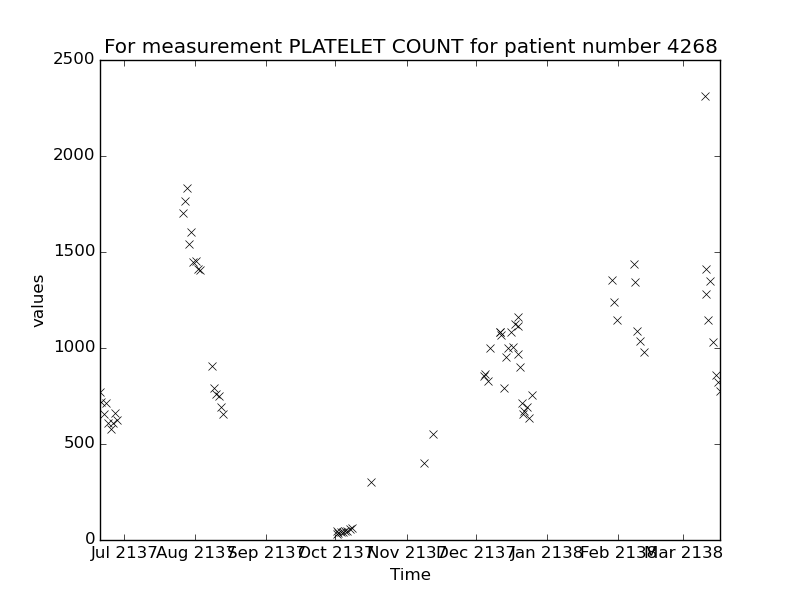 For measurement PLATELET COUNT for patient number 4268
2500
2000
1500
1000
500
0
values
Jul 2137 Aug 2137 Sep 2137 Oct 2137 Nov 2137 Dec 2137 Jan 2138 Feb 2138 Mar 2138
Time